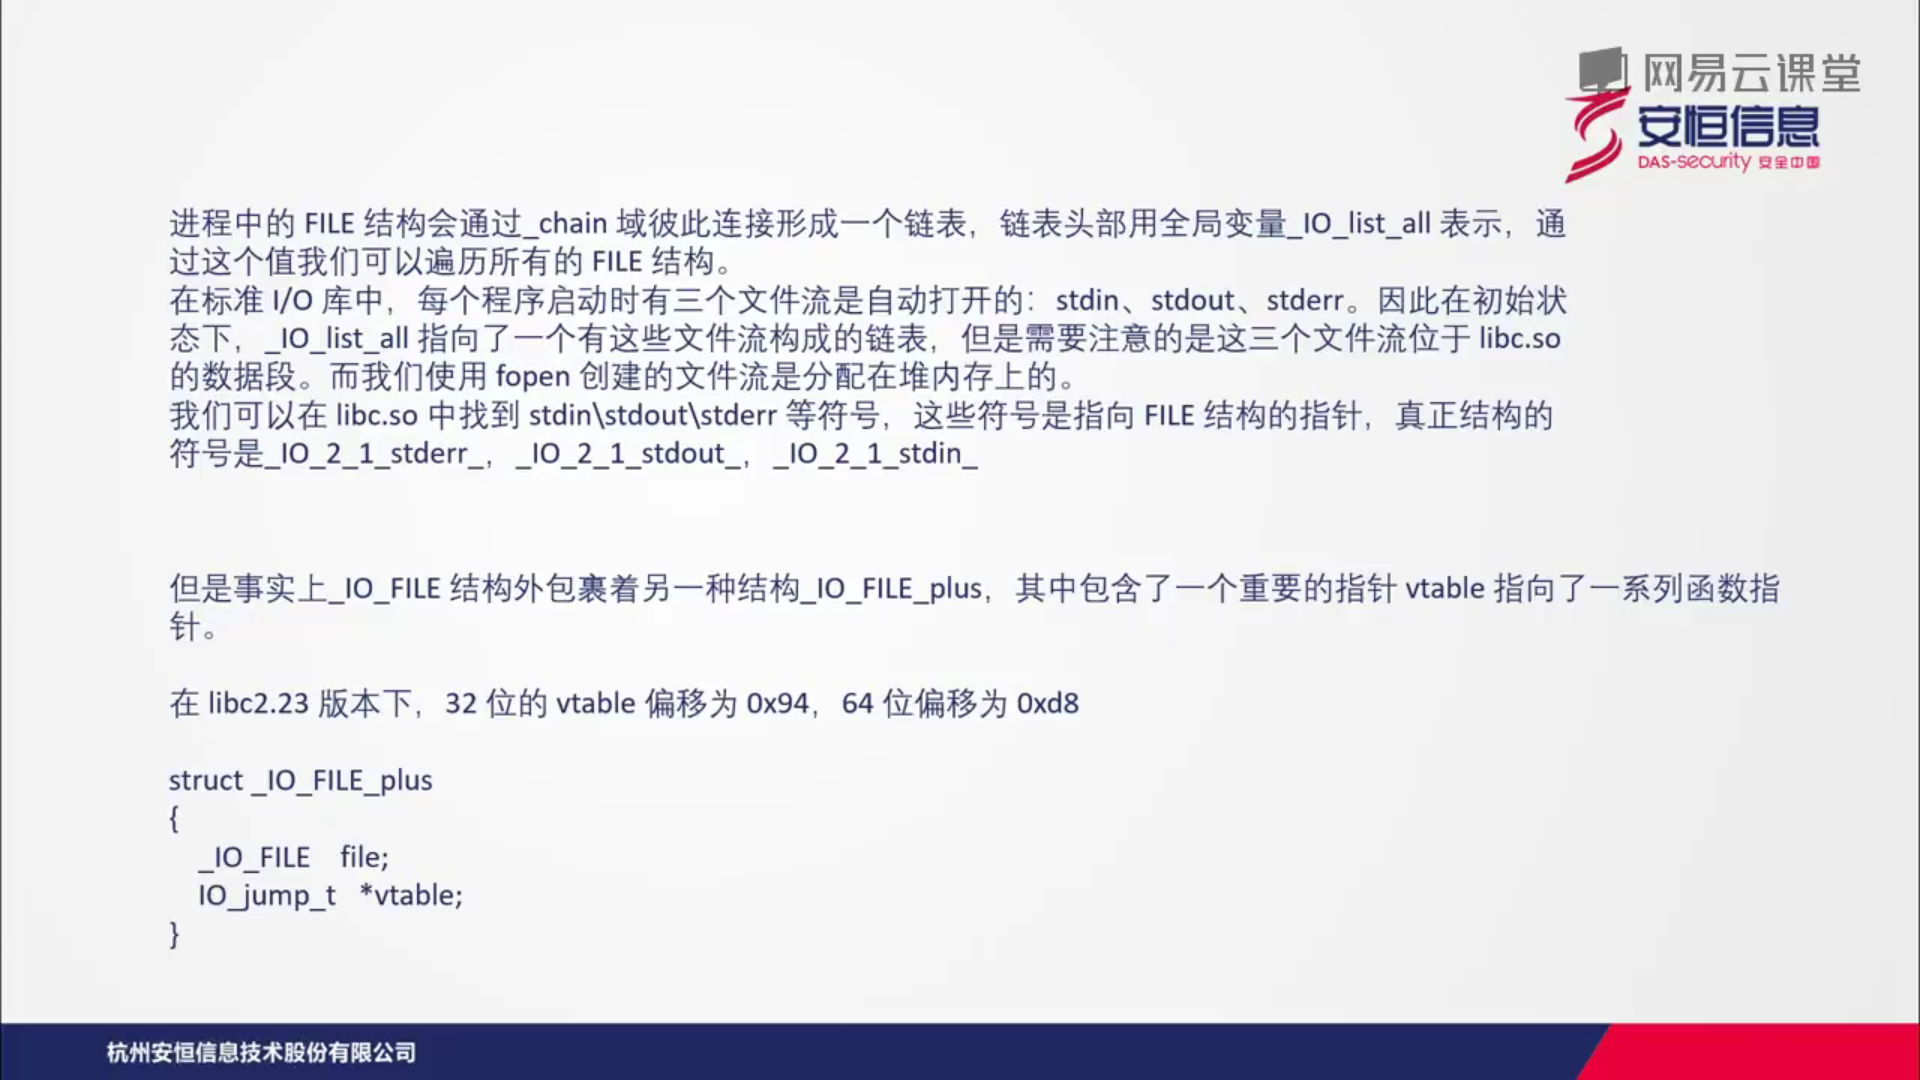 网易云课堂
安恒信息
DAS-security 安全中国
进程中的 FILE 结构会通过_chain 域彼此连接形成一个链表，链表头部用全局变量_IO_list_all 表示，通
过这个值我们可以遍历所有的 FILE 结构。
在标准 I/O 库中，每个程序启动时有三个文件流是自动打开的：stdin、stdout、stderr。因此在初始状
态下，_IO_list_all 指向了一个有这些文件流构成的链表，但是需要注意的是这三个文件流位于 libc.so
的数据段。而我们使用 fopen 创建的文件流是分配在堆内存上的。
我们可以在 libc.so 中找到 stdin\stdout\stderr 等符号，这些符号是指向 FILE 结构的指针，真正结构的
符号是_IO_2_1_stderr_，_IO_2_1_stdout_，_IO_2_1_stdin_
但是事实上_IO_FILE 结构外包裹着另一种结构_IO_FILE_plus，其中包含了一个重要的指针 vtable 指向了一系列函数指
针。
在 libc2.23 版本下，32 位的 vtable 偏移为 0x94，64 位偏移为 0xd8
struct _IO_FILE_plus
{
_IO_FILE file;
IO_jump_t *vtable;
}
杭州安恒信息技术股份有限公司